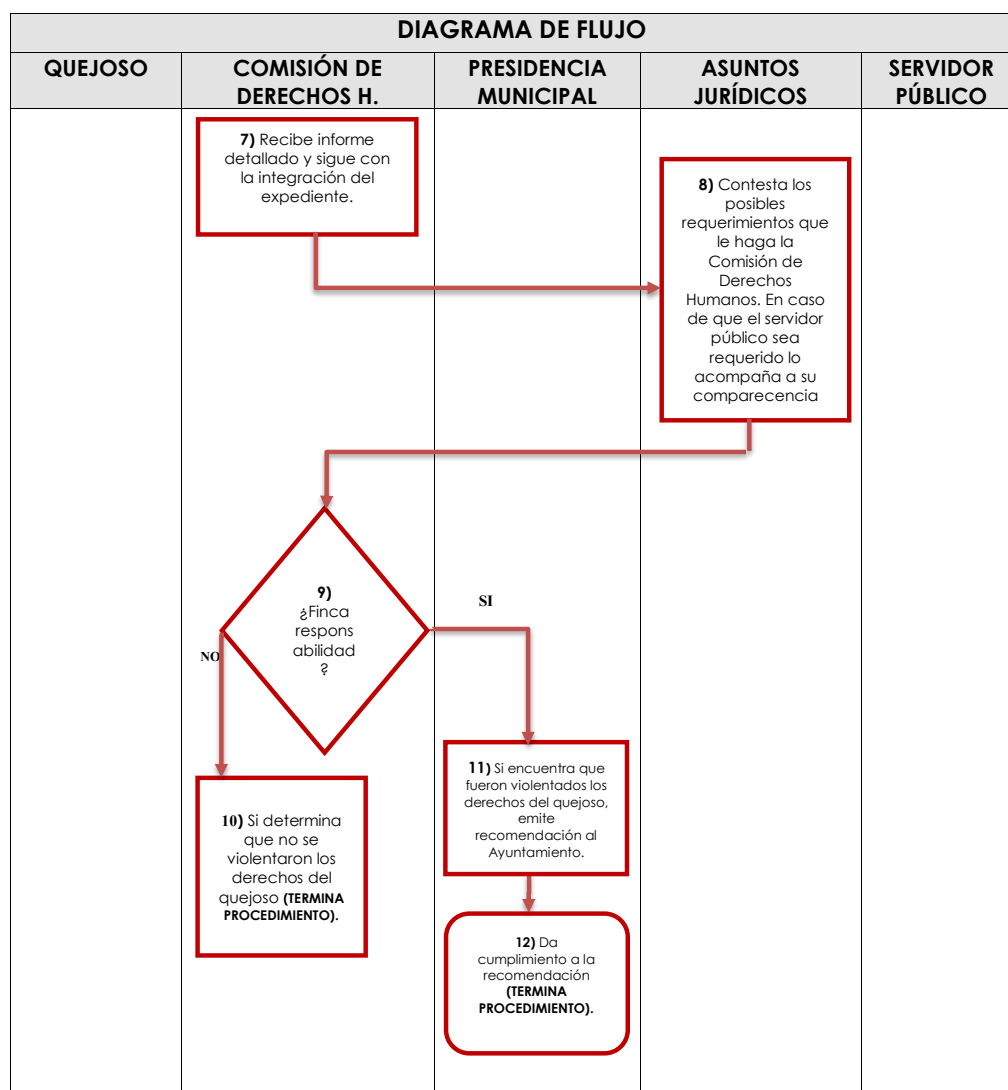 DIAGRAMA DE FLUJO
QUEJOSO
COMISIÓN DE
DERECHOS H.
PRESIDENCIA
MUNICIPAL
ASUNTOS
JURÍDICOS
SERVIDOR
PÚBLICO
7) Recibe informe
detallado y sigue con
la integración del
expediente.
8) Contesta los
posibles
requerimientos que
le haga la
Comisión de
Derechos
Humanos. En caso
de que el servidor
público sea
requerido lo
acompaña a su
comparecencia
9)
¿Finca
respons
abilidad
?
SI
NO
10) Si determina
que no se
violentaron los
derechos del
quejoso (TERMINA
PROCEDIMIENTO).
11) Si encuentra que
fueron violentados los
derechos del quejoso,
emite
recomendación al
Ayuntamiento.
12) Da
cumplimiento a la
recomendación
(TERMINA
PROCEDIMIENTO).